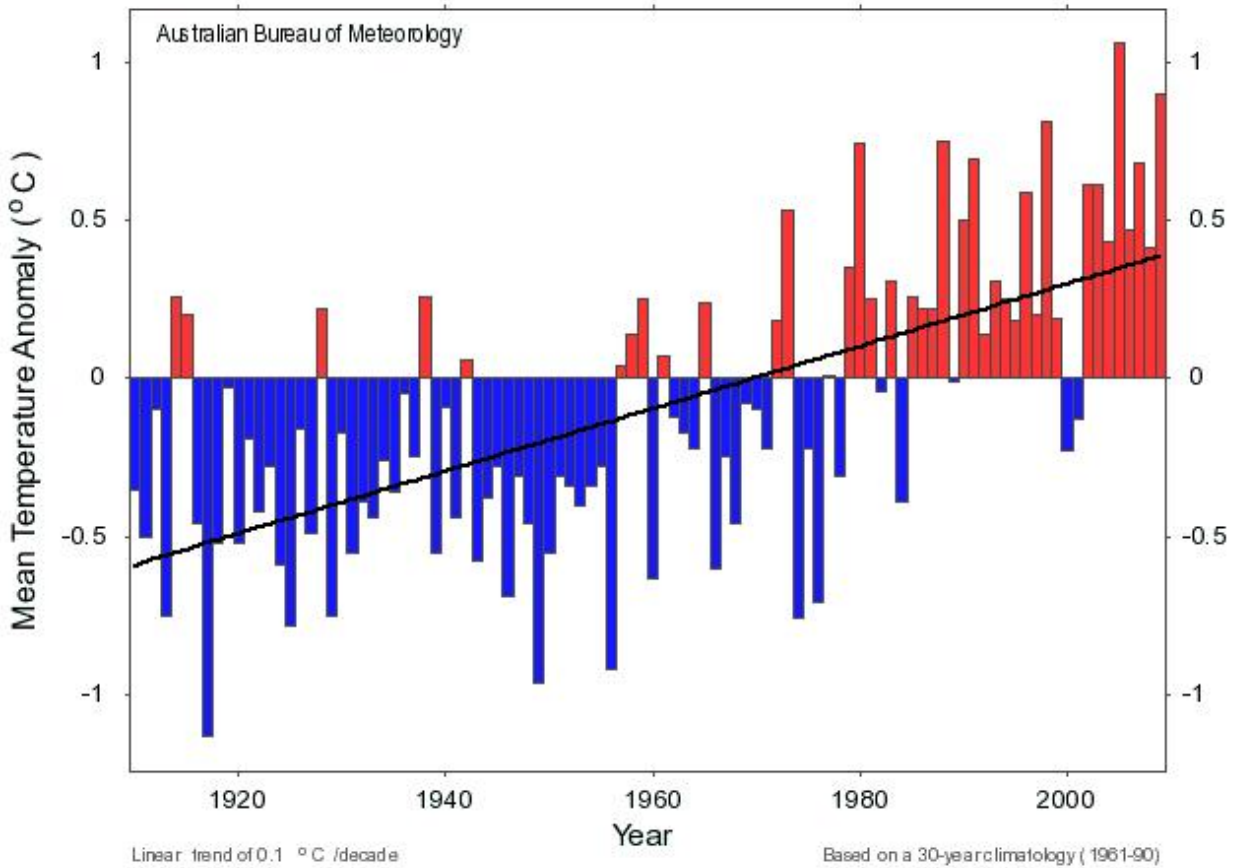 Australian Bureau of Meteorology
Mean Temperature Anomaly (°C)
1
0.5
0
-0.5
-1
1
0.5
0
-0.5
-1
1920 1940 1960 1980 2000
Year
Linear trend of 0.1 °C /decade
Based on a 30-year climatology (1961-90)